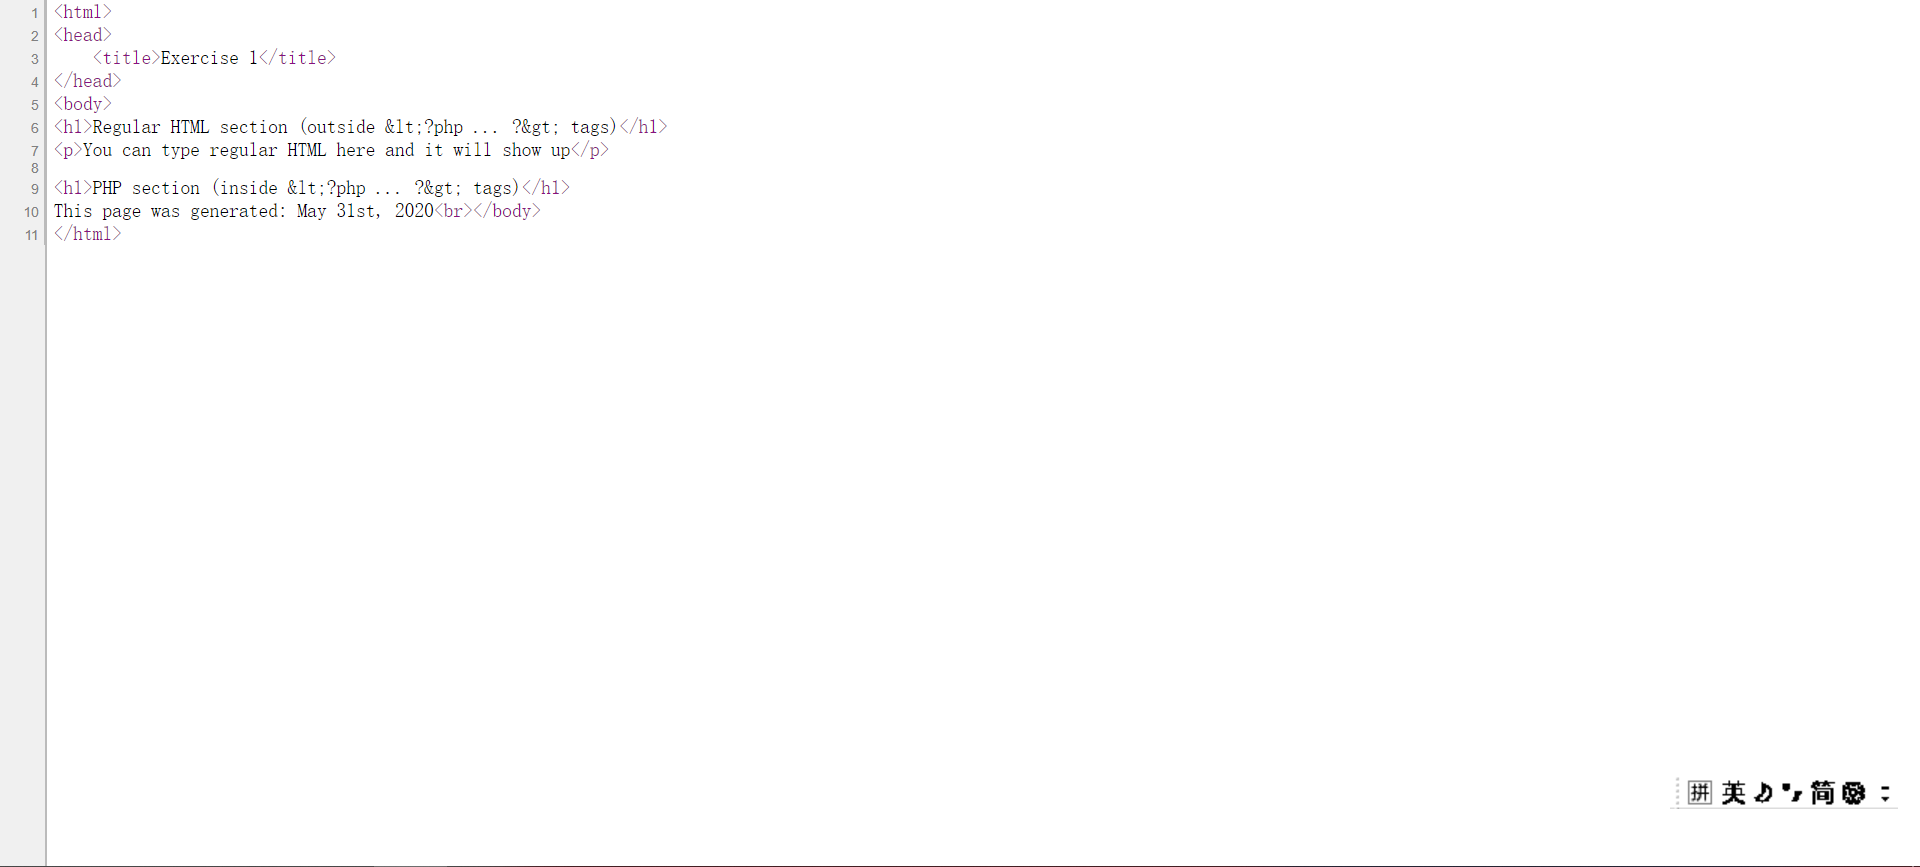 1 <html>
2 <head>
3     <title>Exercise 1</title>
4 </head>
5 <body>
6 <h1>Regular HTML section (outside &lt;?php ... ?&gt; tags)</h1>
7 <p>You can type regular HTML here and it will show up</p>
8
9 <h1>PHP section (inside &lt;?php ... ?&gt; tags)</h1>
10 This page was generated: May 31st, 2020<br></body>
11 </html>
拼 英 简